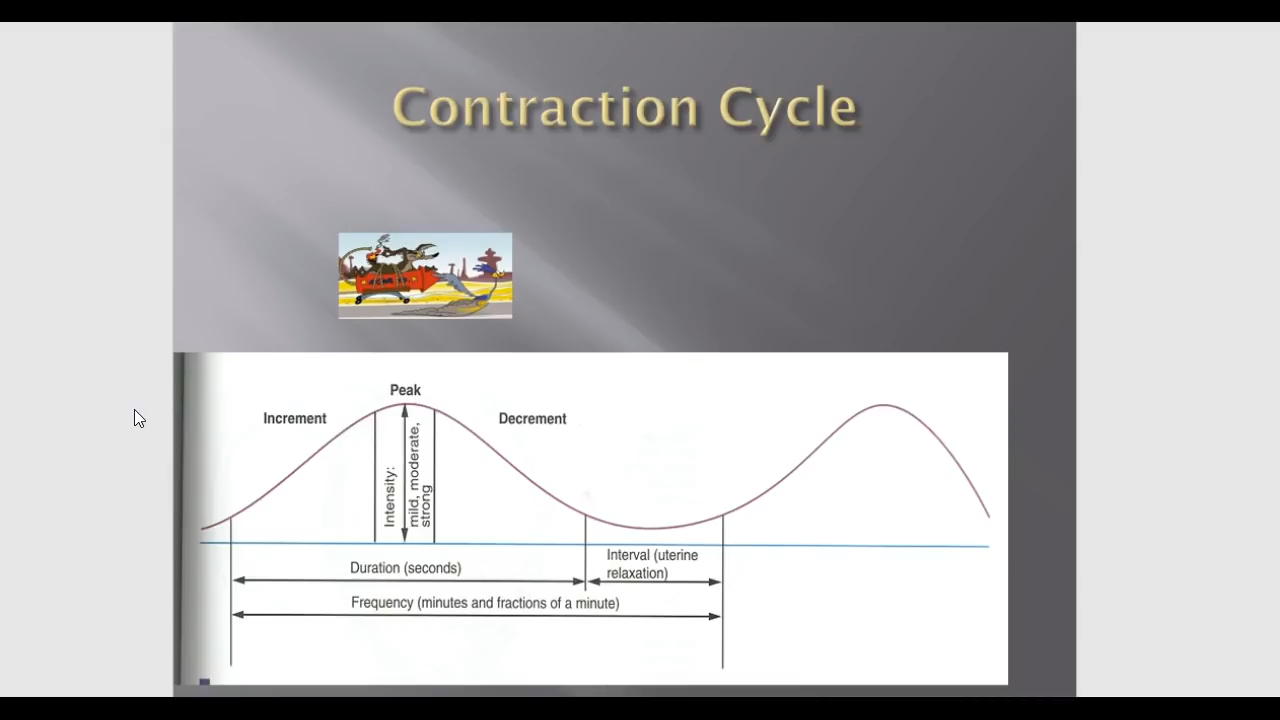 Contraction Cycle
Peak
Increment
Decrement
Intensity:
mild, moderate,
strong
Interval (uterine
relaxation)
Duration (seconds)
Frequency (minutes and fractions of a minute)